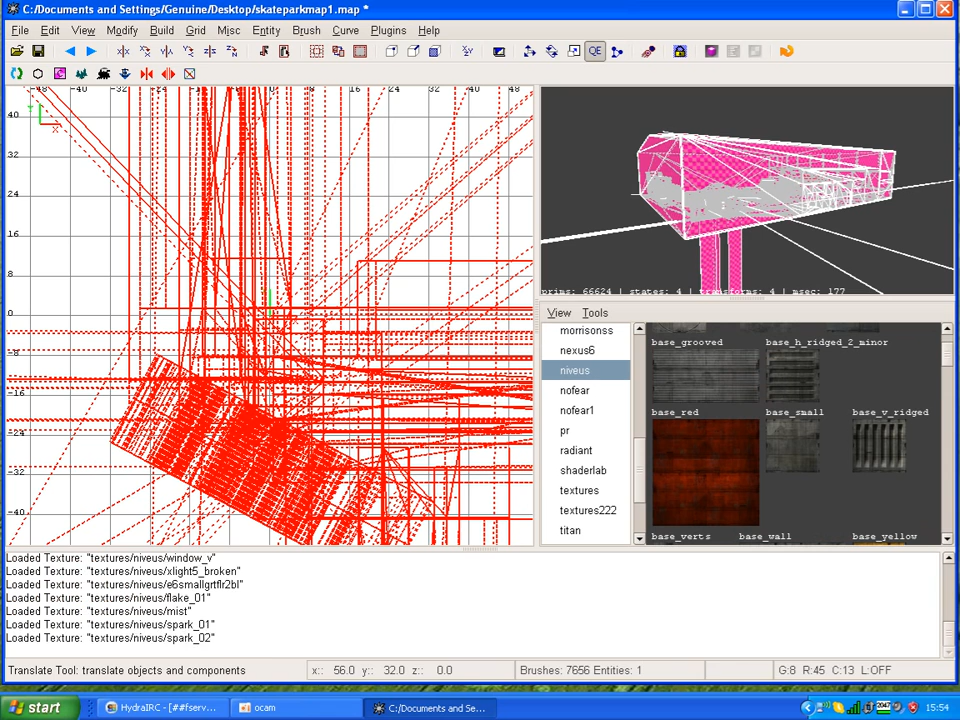 C:/Documents and Settings/Genuine/Desktop/skateparkmap1.map *
File Edit View Modify Build Grid Misc Entity Brush Curve Plugins Help
QE
-48 -40 -32 0 16 24 32 40 48
40
32
24
16
8
0
-8
-16
-24
-32
-40
Y
X
prims: 66624 | states: 4 | transforms: 4 | msec: 177
View Tools
morrisonss
nexus6
niveus
nofear
nofear1
pr
radiant
shaderlab
textures
textures222
titan
base_grooved base_h_ridged_2_minor
base_red base_small base_v_ridged
base_verts base_wall base_yellow
Loaded Texture: "textures/niveus/window_v"
Loaded Texture: "textures/niveus/xlight5_broken"
Loaded Texture: "textures/niveus/e6smallgrtflr2bl"
Loaded Texture: "textures/niveus/flake_01"
Loaded Texture: "textures/niveus/mist"
Loaded Texture: "textures/niveus/spark_01"
Loaded Texture: "textures/niveus/spark_02"
Translate Tool: translate objects and components x:: 56.0 y:: 32.0 z:: 0.0 Brushes: 7656 Entities: 1 G:8 R:45 C:13 L:OFF
start HydraIRC - [##fserv... ocam C:/Documents and Se... 2047 15:54